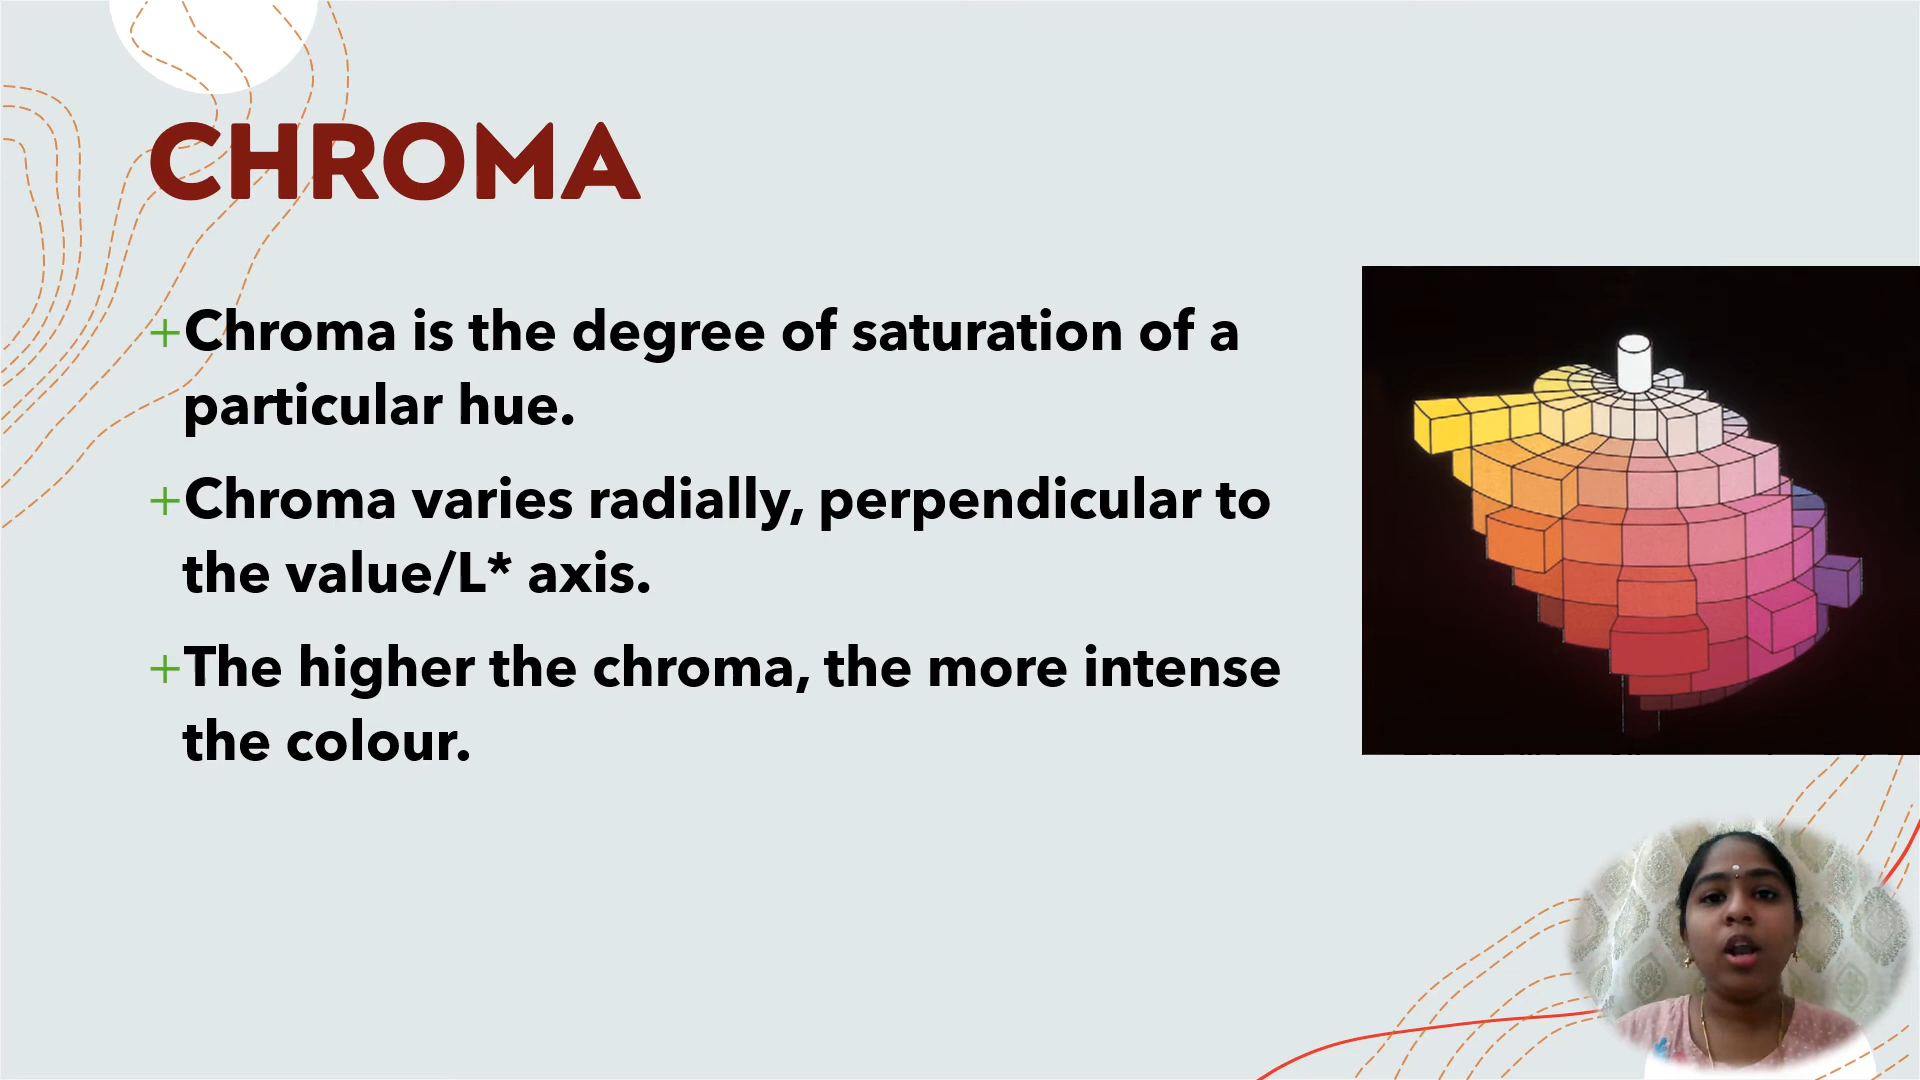 CHROMA
+Chroma is the degree of saturation of a
particular hue.
+Chroma varies radially, perpendicular to
the value/L* axis.
+The higher the chroma, the more intense
the colour.